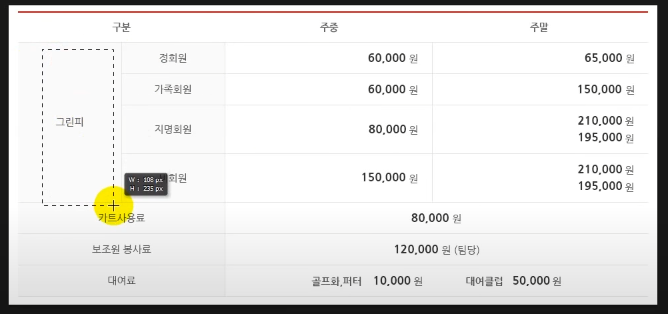 구분 주중 주말
정회원 60,000 원 65,000 원
가족회원 60,000 원 150,000 원
그린피
지명회원 80,000 원 210,000 원
195,000 원
W : 108 px
H : 235 px
회원 150,000 원 210,000 원
195,000 원
카트사용료 80,000 원
보조원 봉사료 120,000 원 (팀당)
대여료 골프화,퍼터 10,000 원 대여클럽 50,000 원